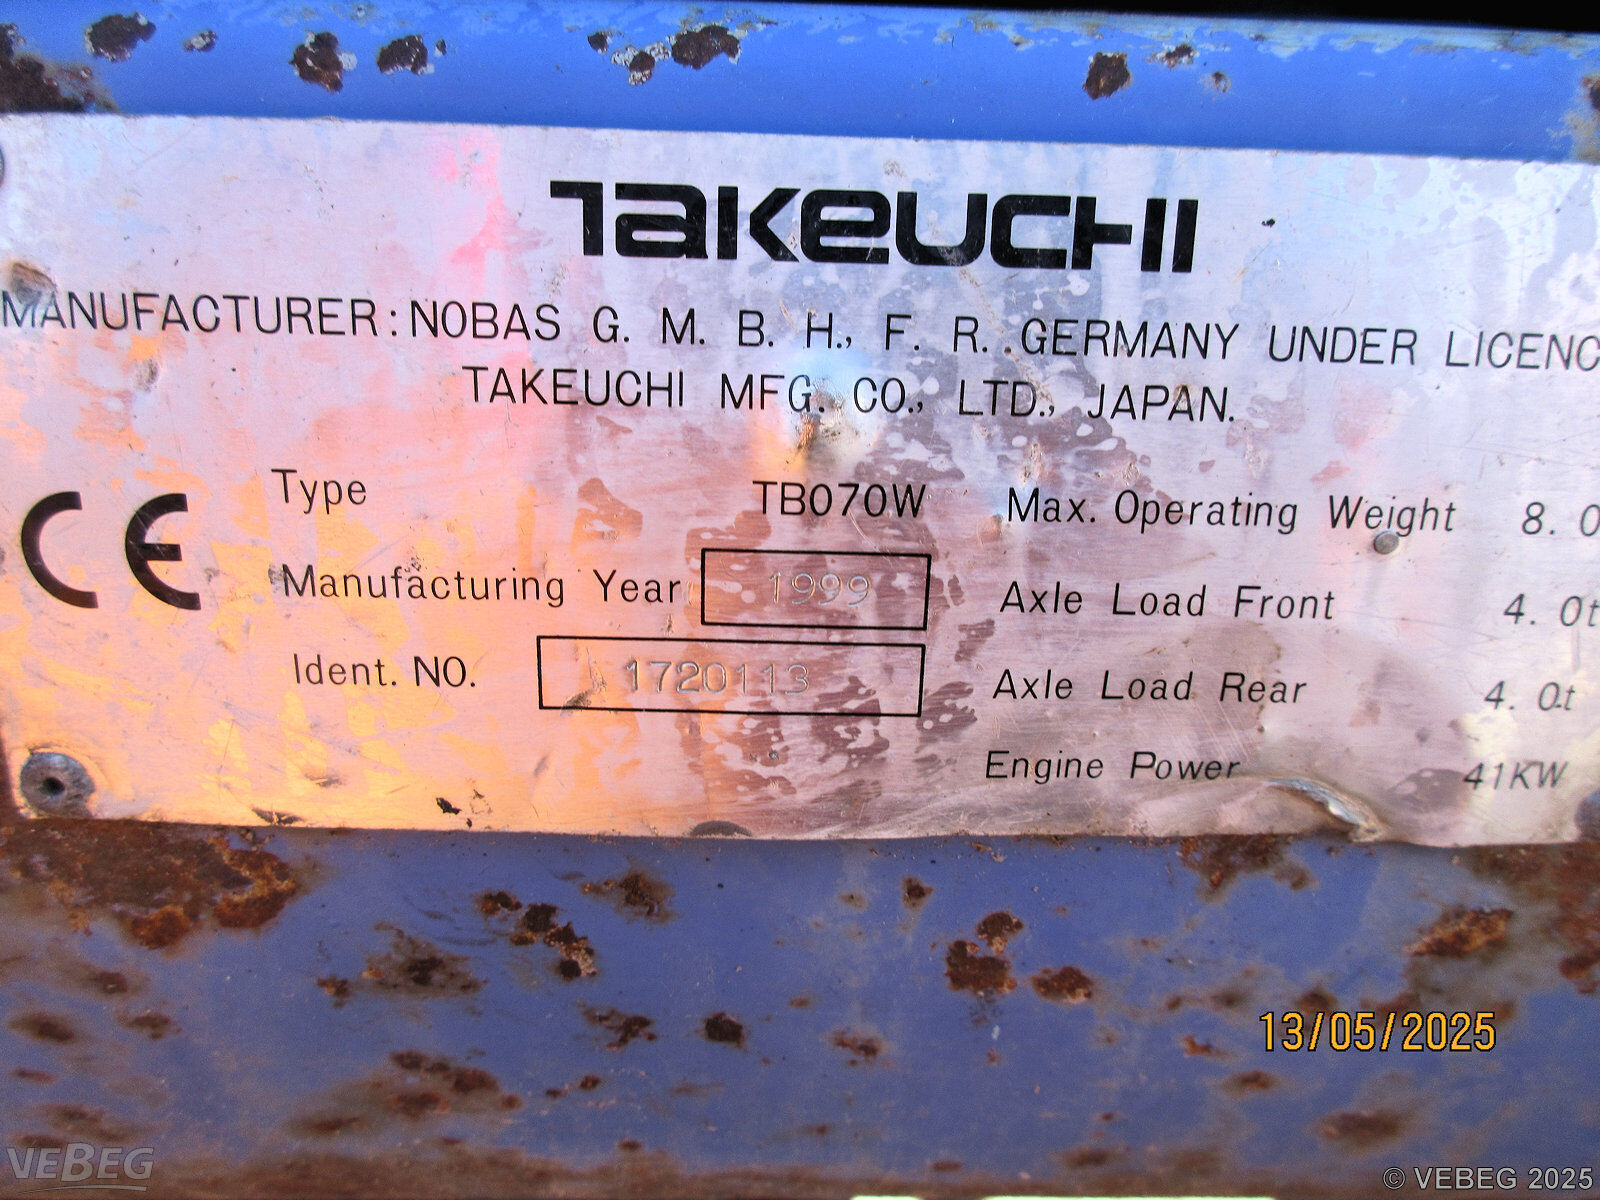 TAKEUCHI
MANUFACTURER: NOBAS G. M. B. H., F. R. GERMANY UNDER LICENC
TAKEUCHI MFG. CO., LTD., JAPAN.
CE
Type TB070W Max. Operating Weight 8. 0
Manufacturing Year 1999 Axle Load Front 4. 0t
Ident. NO. 1720113 Axle Load Rear 4. 0t
Engine Power 41KW
13/05/2025
VEBEG
© VEBEG 2025